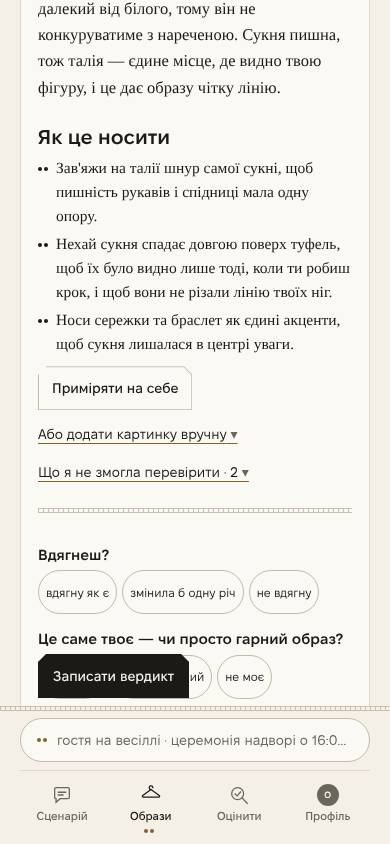 далекий від білого, тому він не
конкуруватиме з нареченою. Сукня пишна,
тож талія — єдине місце, де видно твою
фігуру, і це дає образу чітку лінію.
Як це носити
•• Зав'яжи на талії шнур самої сукні, щоб
пишність рукавів і спідниці мала одну
опору.
•• Нехай сукня спадає довгою поверх туфель,
щоб їх було видно лише тоді, коли ти робиш
крок, і щоб вони не різали лінію твоїх ніг.
•• Носи сережки та браслет як єдині акценти,
щоб сукня лишалася в центрі уваги.
Приміряти на себе
Або додати картинку вручну ▾
Що я не змогла перевірити · 2 ▾
Вдягнеш?
вдягну як є змінила б одну річ не вдягну
Це саме твоє — чи просто гарний образ?
Записати вердикт ий не моє
•• гостя на весіллі · церемонія надворі о 16:0...
Сценарій Образи Оцінити Профіль